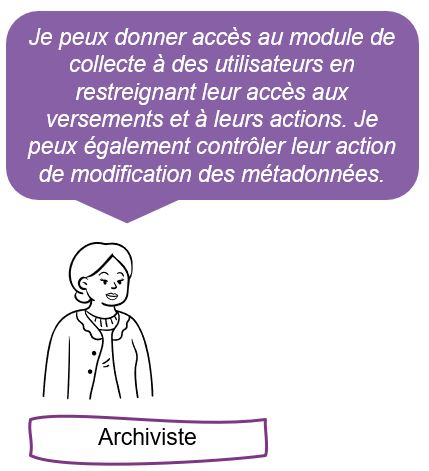 Je peux donner accès au module de
collecte à des utilisateurs en
restreignant leur accès aux
versements et à leurs actions. Je
peux également contrôler leur action
de modification des métadonnées.
Archiviste